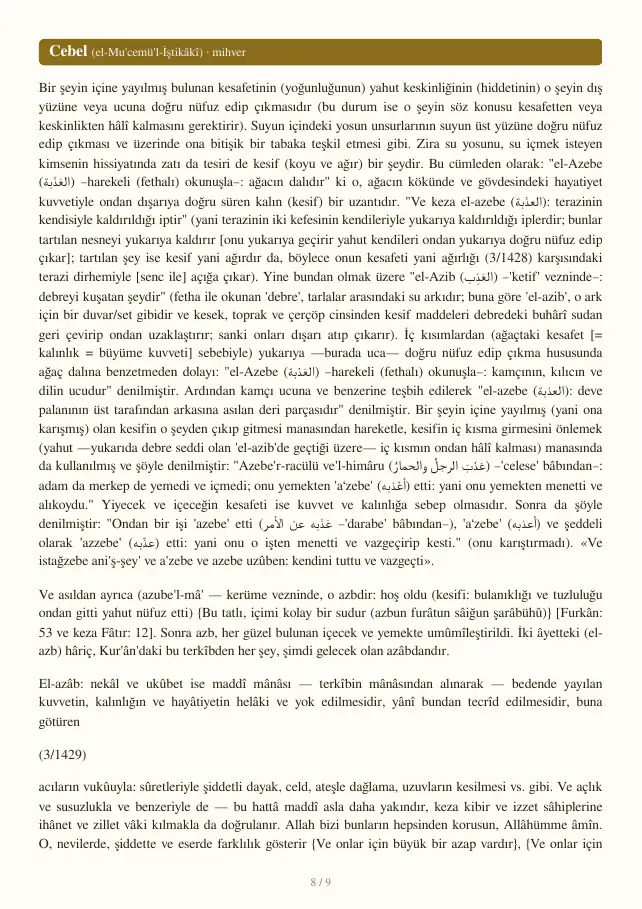 Cebel (el-Mu'cemü'l-İştikâkî) · mihver
Bir şeyin içine yayılmış bulunan kesafetinin (yoğunluğunun) yahut keskinliğinin (hiddetinin) o şeyin dış
yüzüne veya ucuna doğru nüfuz edip çıkmasıdır (bu durum ise o şeyin söz konusu kesafetten veya
keskinlikten hâlî kalmasını gerektirir). Suyun içindeki yosun unsurlarının suyun üst yüzüne doğru nüfuz
edip çıkması ve üzerinde ona bitişik bir tabaka teşkil etmesi gibi. Zira su yosunu, su içmek isteyen
kimsenin hissiyatında zatı da tesiri de kesif (koyu ve ağır) bir şeydir. Bu cümleden olarak: "el-Azebe
(العَذَبة) –harekeli (fethalı) okunuşla–: ağacın dalıdır" ki o, ağacın kökünde ve gövdesindeki hayatiyet
kuvvetiyle ondan dışarıya doğru süren kalın (kesif) bir uzantıdır. "Ve keza el-azebe (العذبة): terazinin
kendisiyle kaldırıldığı iptir" (yani terazinin iki kefesinin kendileriyle yukarıya kaldırıldığı iplerdir; bunlar
tartılan nesneyi yukarıya kaldırır [onu yukarıya geçirir yahut kendileri ondan yukarıya doğru nüfuz edip
çıkar]; tartılan şey ise kesif yani ağırdır da, böylece onun kesafeti yani ağırlığı (3/1428) karşısındaki
terazi dirhemiyle [senc ile] açığa çıkar). Yine bundan olmak üzere "el-Azib (العَذِب) –'ketif' vezninde–:
debreyi kuşatan şeydir" (fetha ile okunan 'debre', tarlalar arasındaki su arkıdır; buna göre 'el-azib', o ark
için bir duvar/set gibidir ve kesek, toprak ve çerçöp cinsinden kesif maddeleri debredeki buhârî sudan
geri çevirip ondan uzaklaştırır; sanki onları dışarı atıp çıkarır). İç kısımlardan (ağaçtaki kesafet [=
kalınlık = büyüme kuvveti] sebebiyle) yukarıya —burada uca— doğru nüfuz edip çıkma hususunda
ağaç dalına benzetmeden dolayı: "el-Azebe (العَذَبة) –harekeli (fethalı) okunuşla–: kamçının, kılıcın ve
dilin ucudur" denilmiştir. Ardından kamçı ucuna ve benzerine teşbih edilerek "el-azebe (العذبة): deve
palanının üst tarafından arkasına asılan deri parçasıdır" denilmiştir. Bir şeyin içine yayılmış (yani ona
karışmış) olan kesifin o şeyden çıkıp gitmesi manasından hareketle, kesifin iç kısma girmesini önlemek
(yahut —yukarıda debre seddi olan 'el-azib'de geçtiği üzere— iç kısmın ondan hâlî kalması) manasında
da kullanılmış ve şöyle denilmiştir: "Azebe'r-racülü ve'l-himâru (عَذَبَ الرجلُ والحمارُ) –'celese' bâbından–:
adam da merkep de yemedi ve içmedi; onu yemekten 'a'zebe' (أَعْذَبه) etti: yani onu yemekten menetti ve
alıkoydu." Yiyecek ve içeceğin kesafeti ise kuvvet ve kalınlığa sebep olmasıdır. Sonra da şöyle
denilmiştir: "Ondan bir işi 'azebe' etti (عَذَبه عن الأمر –'darabe' bâbından–), 'a'zebe' (أعذبه) ve şeddeli
olarak 'azzebe' (عذّبه) etti: yani onu o işten menetti ve vazgeçirip kesti." (onu karıştırmadı). «Ve
istağzebe ani'ş-şey' ve a'zebe ve azebe uzûben: kendini tuttu ve vazgeçti».
Ve asıldan ayrıca (azube'l-mâ' — kerüme vezninde, o azbdir: hoş oldu (kesifi: bulanıklığı ve tuzluluğu
ondan gitti yahut nüfuz etti) {Bu tatlı, içimi kolay bir sudur (azbun furâtun sâiğun şarâbühû)} [Furkân:
53 ve keza Fâtır: 12]. Sonra azb, her güzel bulunan içecek ve yemekte umûmîleştirildi. İki âyetteki (el-
azb) hâriç, Kur'ân'daki bu terkîbden her şey, şimdi gelecek olan azâbdandır.
El-azâb: nekâl ve ukûbet ise maddî mânâsı — terkîbin mânâsından alınarak — bedende yayılan
kuvvetin, kalınlığın ve hayâtiyetin helâki ve yok edilmesidir, yânî bundan tecrîd edilmesidir, buna
götüren
(3/1429)
acıların vukûuyla: sûretleriyle şiddetli dayak, celd, ateşle dağlama, uzuvların kesilmesi vs. gibi. Ve açlık
ve susuzlukla ve benzeriyle de — bu hattâ maddî asla daha yakındır, keza kibir ve izzet sâhiplerine
ihânet ve zillet vâki kılmakla da doğrulanır. Allah bizi bunların hepsinden korusun, Allâhümme âmîn.
O, nevilerde, şiddette ve eserde farklılık gösterir {Ve onlar için büyük bir azap vardır}, {Ve onlar için
8 / 9